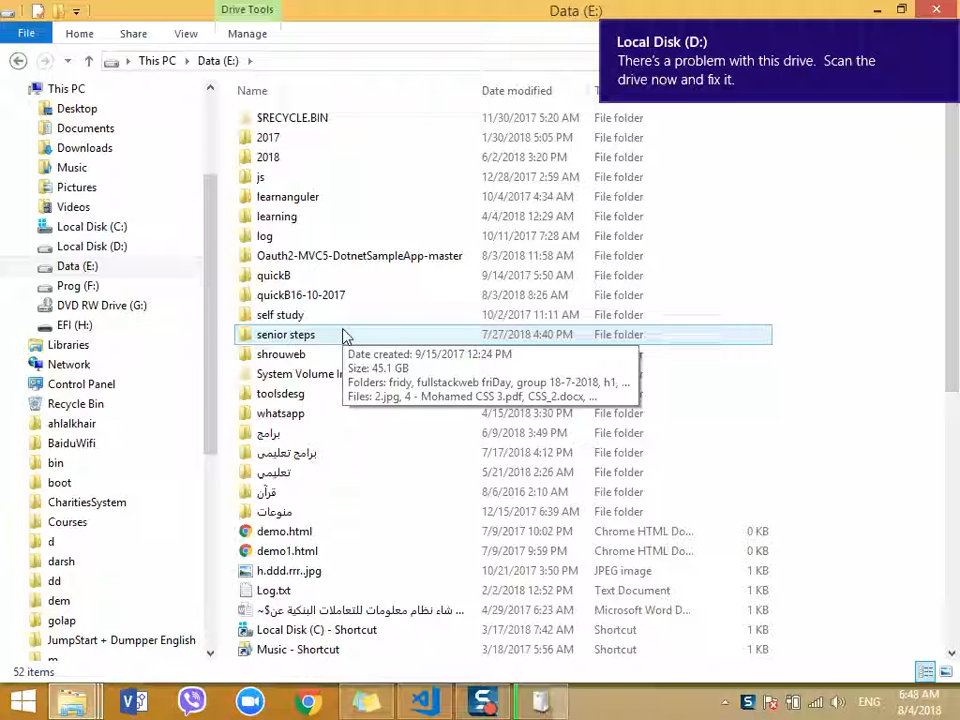 Drive Tools
Data (E:)
File
Home
Share
View
Manage
This PC
Data (E:)
Local Disk (D:)
There's a problem with this drive. Scan the
drive now and fix it.
This PC
Desktop
Documents
Downloads
Music
Pictures
Videos
Local Disk (C:)
Local Disk (D:)
Data (E:)
Prog (F:)
DVD RW Drive (G:)
EFI (H:)
Libraries
Network
Control Panel
Recycle Bin
ahlalkhair
BaiduWifi
bin
boot
CharitiesSystem
Courses
d
darsh
dd
dem
golap
JumpStart + Dumpper English
m
Name Date modified
$RECYCLE.BIN 11/30/2017 5:20 AM File folder
2017 1/30/2018 5:05 PM File folder
2018 6/2/2018 3:20 PM File folder
js 12/28/2017 2:59 AM File folder
learnanguler 10/4/2017 4:34 AM File folder
learning 4/4/2018 12:29 AM File folder
log 10/11/2017 7:28 AM File folder
Oauth2-MVC5-DotnetSampleApp-master 8/3/2018 11:58 AM File folder
quickB 9/14/2017 5:50 AM File folder
quickB16-10-2017 8/3/2018 8:26 AM File folder
self study 10/2/2017 11:11 AM File folder
senior steps 7/27/2018 4:40 PM File folder
shrouweb
Date created: 9/15/2017 12:24 PM
Size: 45.1 GB
Folders: fridy, fullstackweb friDay, group 18-7-2018, h1, ...
Files: 2.jpg, 4 - Mohamed CSS 3.pdf, CSS_2.docx, ...
System Volume In
toolsdesg
whatsapp 4/15/2018 3:30 PM File folder
برامج 6/9/2018 3:49 PM File folder
برامج تعليمى 7/17/2018 4:12 PM File folder
تعليمي 5/21/2018 2:26 AM File folder
قرآن 8/6/2016 2:10 AM File folder
منوعات 12/15/2017 6:39 AM File folder
demo.html 7/9/2017 10:02 PM Chrome HTML Do... 0 KB
demo1.html 7/9/2017 9:59 PM Chrome HTML Do... 0 KB
h.ddd.rrr..jpg 10/21/2017 3:50 PM JPEG image 1 KB
Log.txt 2/2/2018 12:52 PM Text Document 1 KB
~$شاء نظام معلومات للتعاملات البنكية عن ... 4/29/2017 6:23 AM Microsoft Word D... 1 KB
Local Disk (C) - Shortcut 3/17/2018 7:42 AM Shortcut 1 KB
Music - Shortcut 3/18/2017 5:56 AM Shortcut 1 KB
52 items
ENG
6:48 AM
8/4/2018